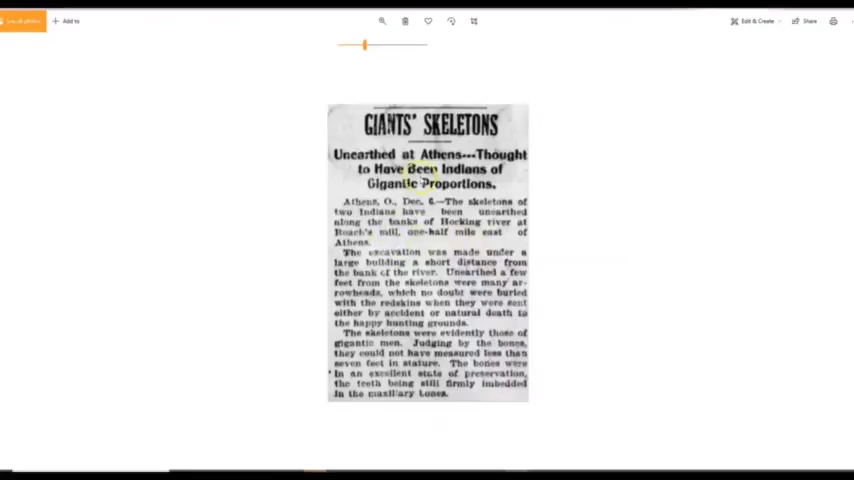 See all photos
Add to
Edit & Create
Share
GIANTS' SKELETONS
Unearthed at Athens---Thought
to Have Been Indians of
Gigantic Proportions.
Athens, O., Dec. 6.—The skeletons of
two Indians have been unearthed
along the banks of Hocking river at
Roach's mill, one-half mile east of
Athens.
The excavation was made under a
large building a short distance from
the bank of the river. Unearthed a few
feet from the skeletons were many ar-
rowheads, which no doubt were buried
with the redskins when they were sent
either by accident or natural death to
the happy hunting grounds.
The skeletons were evidently those of
gigantic men. Judging by the bones,
they could not have measured less than
seven feet in stature. The bones were
in an excellent state of preservation,
the teeth being still firmly imbedded
in the maxillary bones.